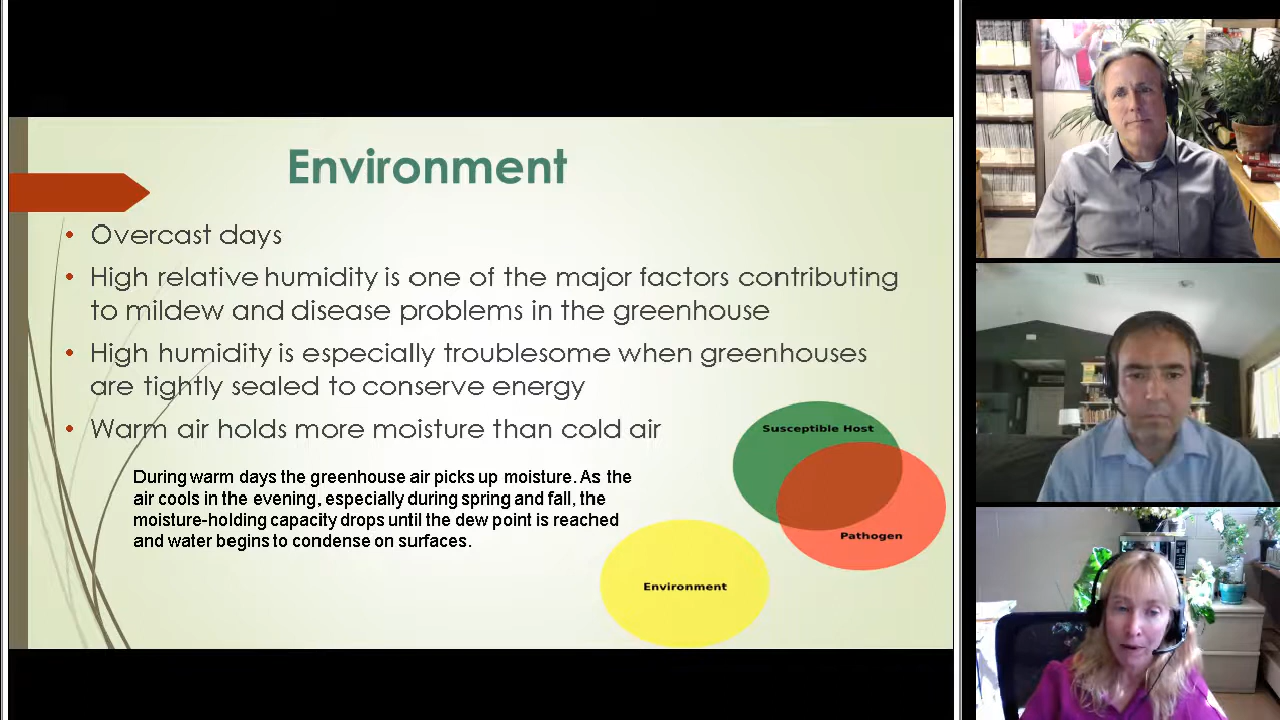 Environment
• Overcast days
• High relative humidity is one of the major factors contributing
to mildew and disease problems in the greenhouse
• High humidity is especially troublesome when greenhouses
are tightly sealed to conserve energy
• Warm air holds more moisture than cold air
During warm days the greenhouse air picks up moisture. As the
air cools in the evening, especially during spring and fall, the
moisture-holding capacity drops until the dew point is reached
and water begins to condense on surfaces.
Susceptible Host
Pathogen
Environment